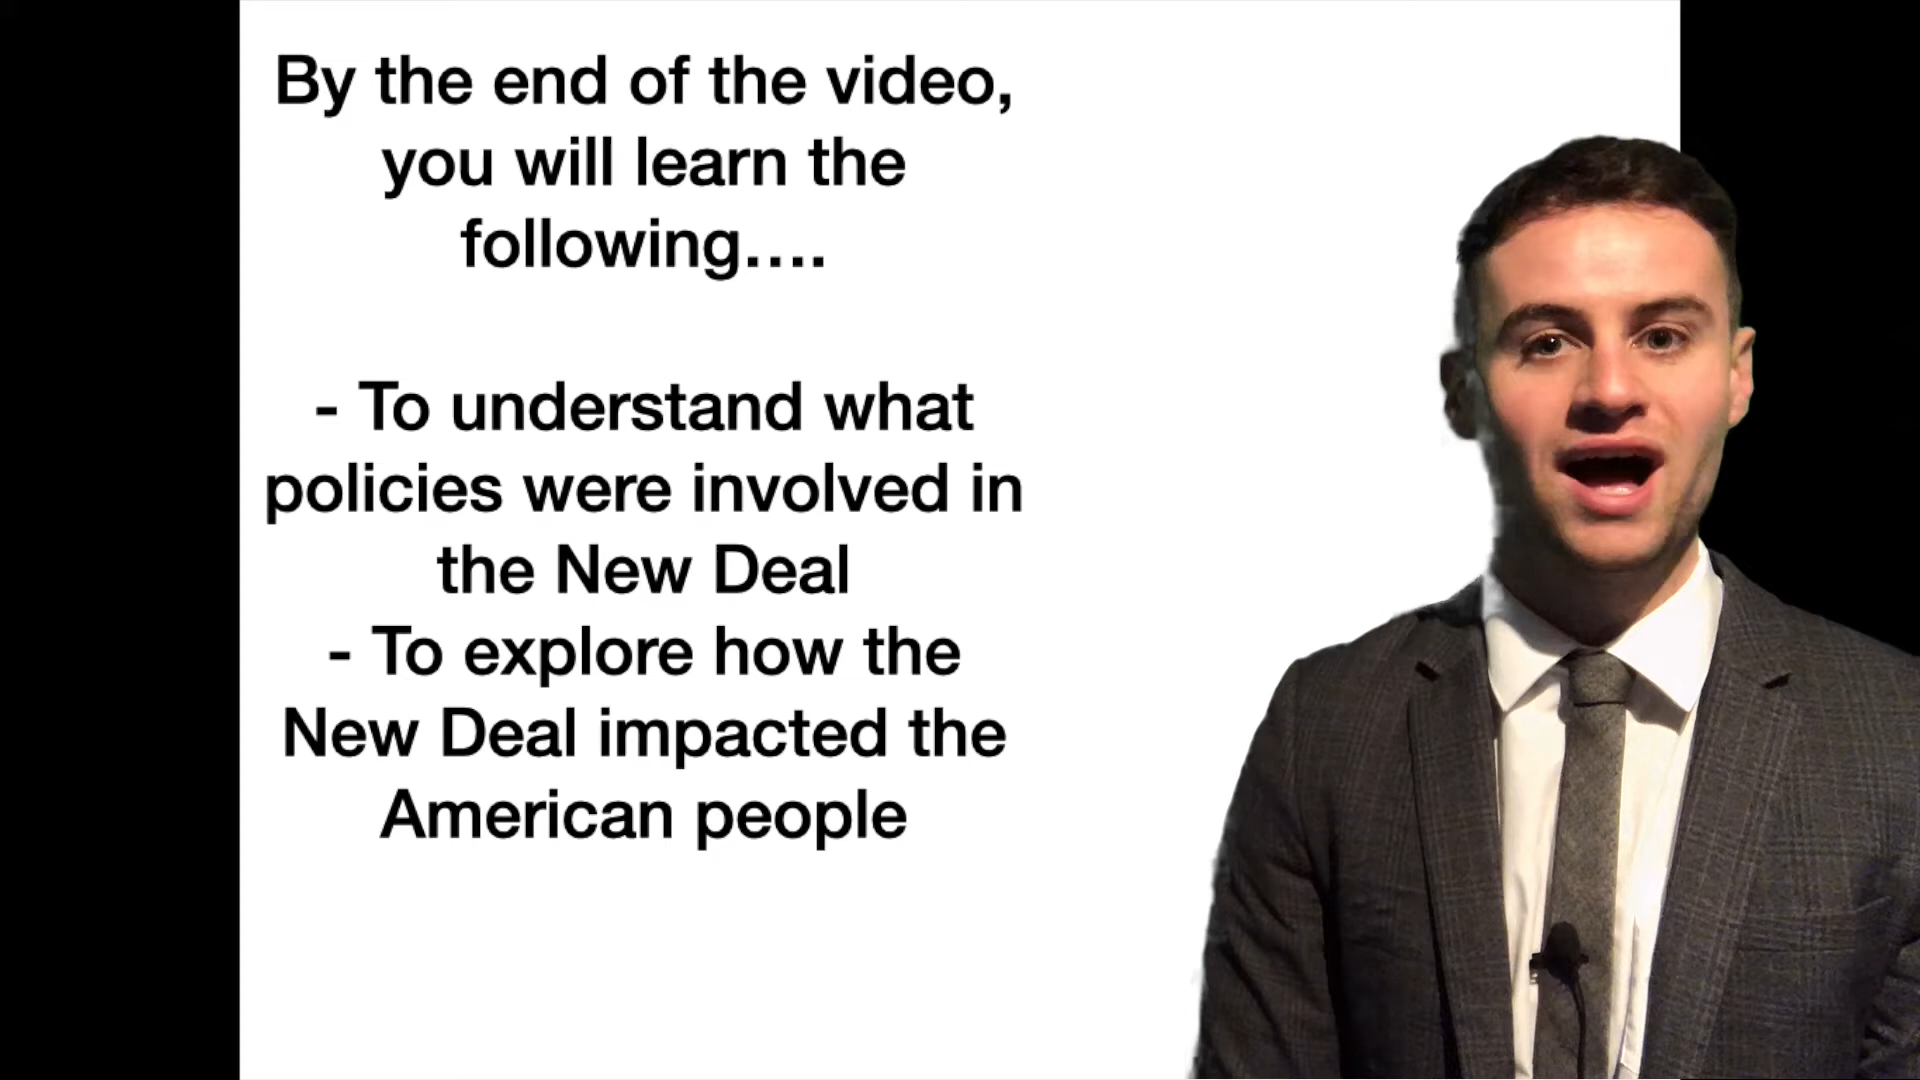 By the end of the video,
you will learn the
following....
- To understand what
policies were involved in
the New Deal
- To explore how the
New Deal impacted the
American people